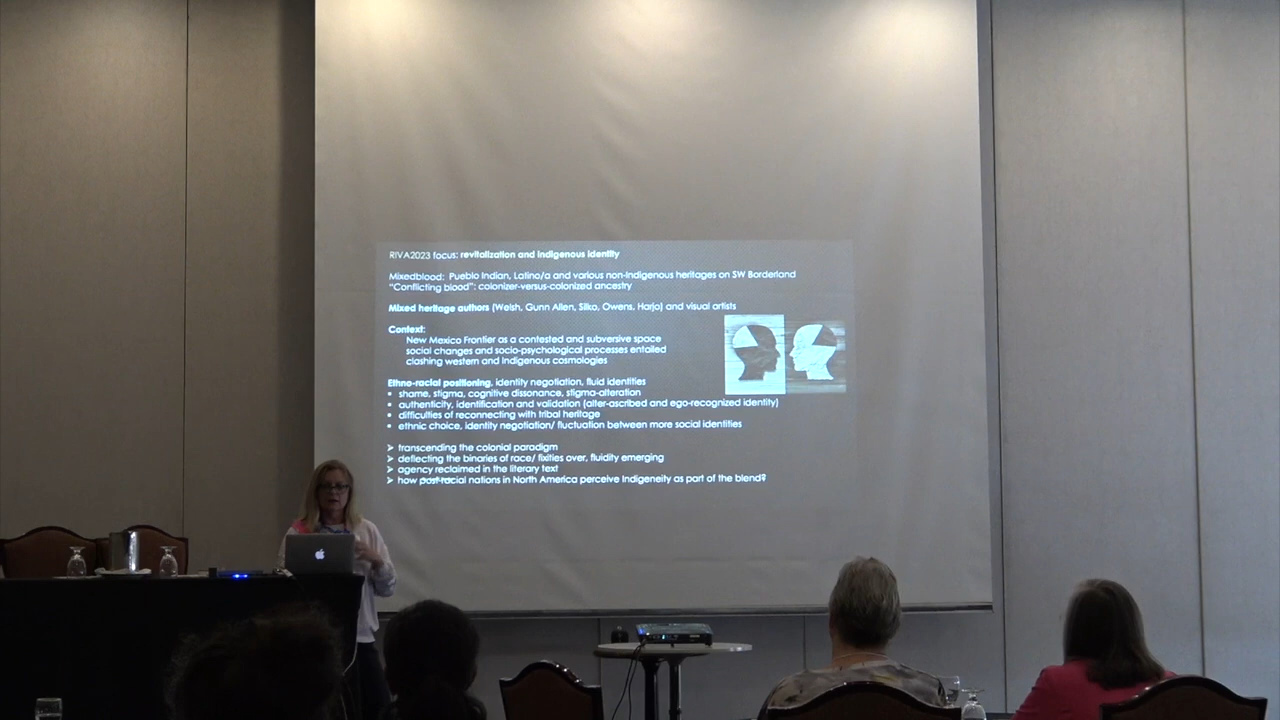 RIVA2023 focus: revitalization and indigenous identity
Mixedblood: Pueblo Indian, Latino/a and various non-indigenous heritages on SW Borderland
"Conflicting blood": colonizer-versus-colonized ancestry
Mixed heritage authors (Welsh, Gunn Allen, Silko, Owens, Harjo) and visual artists
Context:
New Mexico Frontier as a contested and subversive space
social changes and socio-psychological processes entailed
clashing western and Indigenous cosmologies
Ethno-racial positioning, identity negotiation, fluid identities
▪ shame, stigma, cognitive dissonance, stigma-alteration
▪ authenticity, identification and validation (alter-ascribed and ego-recognized identity)
▪ difficulties of reconnecting with tribal heritage
▪ ethnic choice, identity negotiation/ fluctuation between more social identities
➢ transcending the colonial paradigm
➢ deflecting the binaries of race/ fixities over, fluidity emerging
➢ agency reclaimed in the literary text
➢ how post-racial nations in North America perceive Indigeneity as part of the blend?